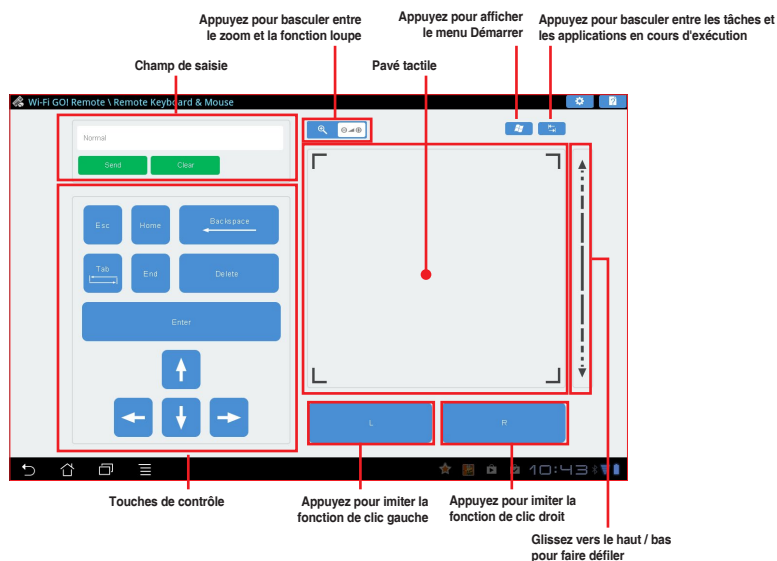 Appuyez pour basculer entre
le zoom et la fonction loupe
Appuyez pour afficher
le menu Démarrer
Appuyez pour basculer entre les tâches et
les applications en cours d'exécution
Champ de saisie
Pavé tactile
Wi-Fi GO! Remote \ Remote Keyboard & Mouse
?
Normal
Send
Clear
Esc
Home
Backspace
Tab
End
Delete
Enter
L
R
10:43
Touches de contrôle
Appuyez pour imiter la
fonction de clic gauche
Appuyez pour imiter la
fonction de clic droit
Glissez vers le haut / bas
pour faire défiler